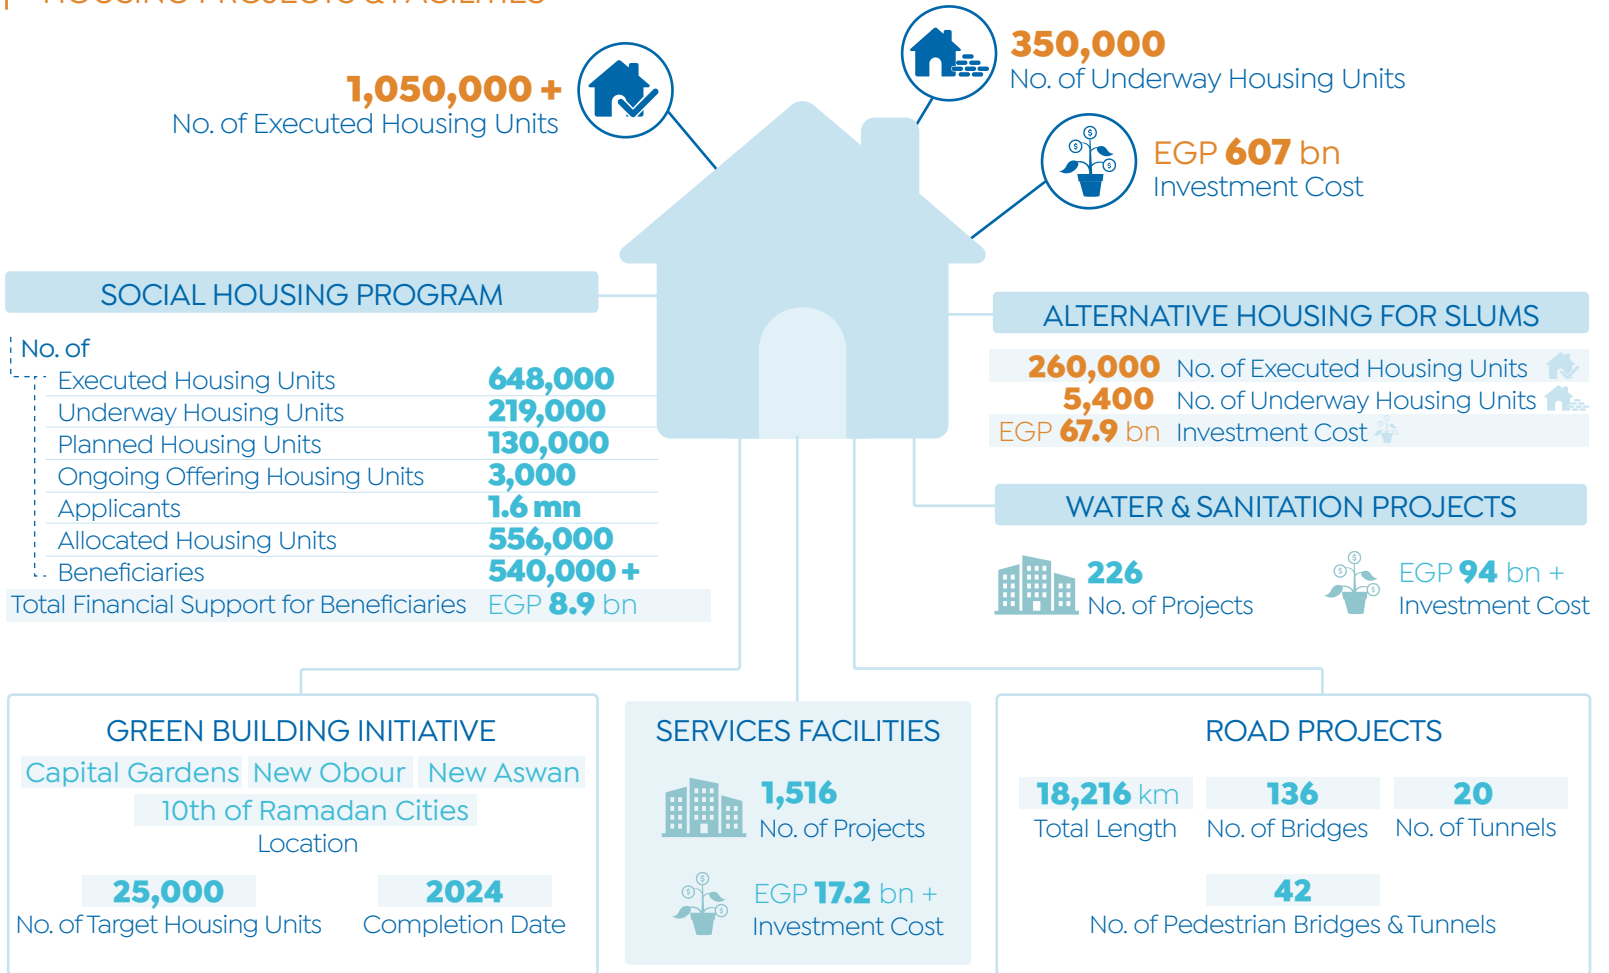 HOUSING PROJECTS & FACILITIES
1,050,000 +
No. of Executed Housing Units
350,000
No. of Underway Housing Units
EGP 607 bn
Investment Cost
SOCIAL HOUSING PROGRAM
No. of
Executed Housing Units 648,000
Underway Housing Units 219,000
Planned Housing Units 130,000
Ongoing Offering Housing Units 3,000
Applicants 1.6 mn
Allocated Housing Units 556,000
Beneficiaries 540,000 +
Total Financial Support for Beneficiaries EGP 8.9 bn
ALTERNATIVE HOUSING FOR SLUMS
260,000 No. of Executed Housing Units
5,400 No. of Underway Housing Units
EGP 67.9 bn Investment Cost
WATER & SANITATION PROJECTS
226
No. of Projects
EGP 94 bn +
Investment Cost
GREEN BUILDING INITIATIVE
Capital Gardens New Obour New Aswan
10th of Ramadan Cities
Location
25,000
No. of Target Housing Units
2024
Completion Date
SERVICES FACILITIES
1,516
No. of Projects
EGP 17.2 bn +
Investment Cost
ROAD PROJECTS
18,216 km
Total Length
136
No. of Bridges
20
No. of Tunnels
42
No. of Pedestrian Bridges & Tunnels